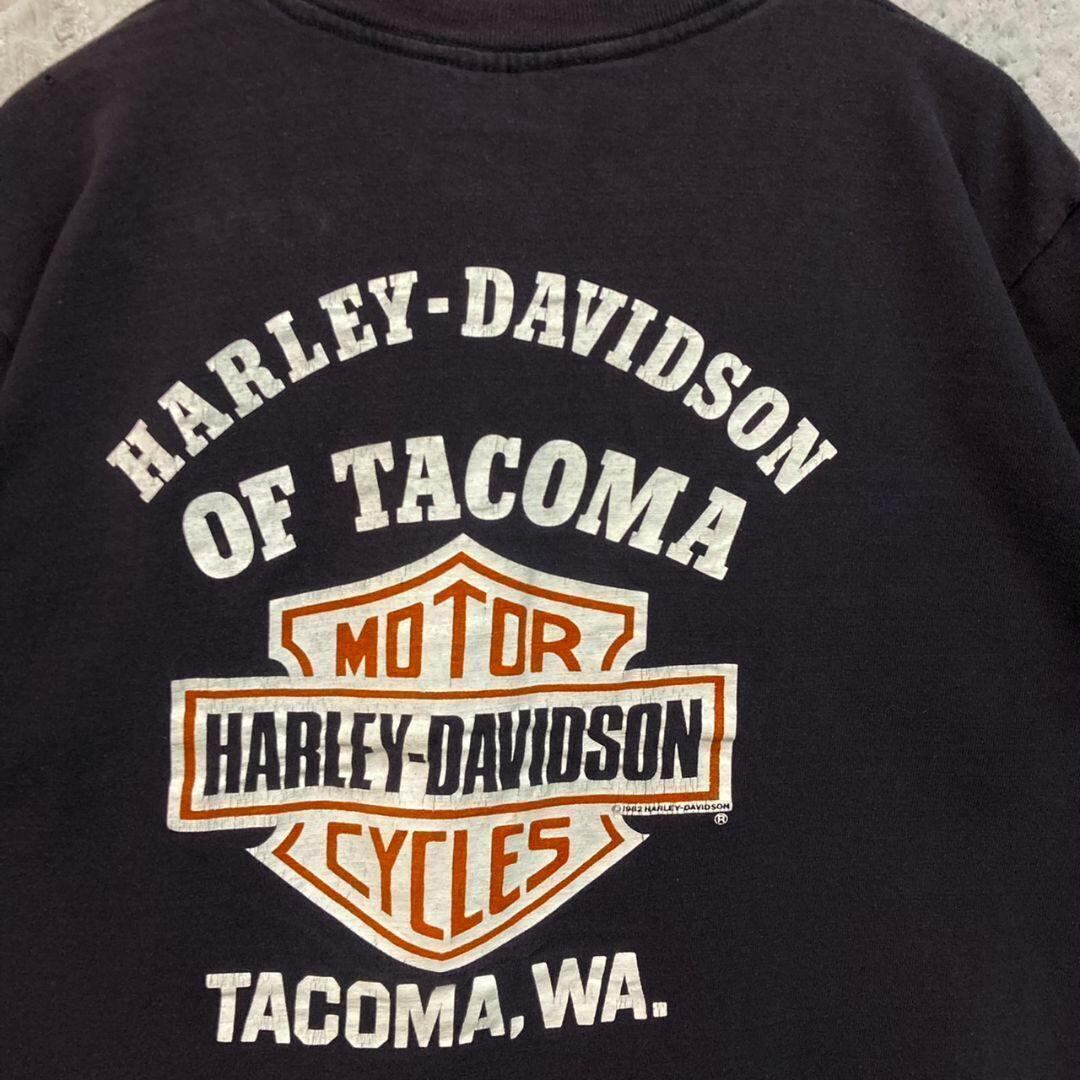 HARLEY-DAVIDSON
OF TACOMA
MOTOR
HARLEY-DAVIDSON
© 1982 HARLEY-DAVIDSON
®
CYCLES
TACOMA, WA.